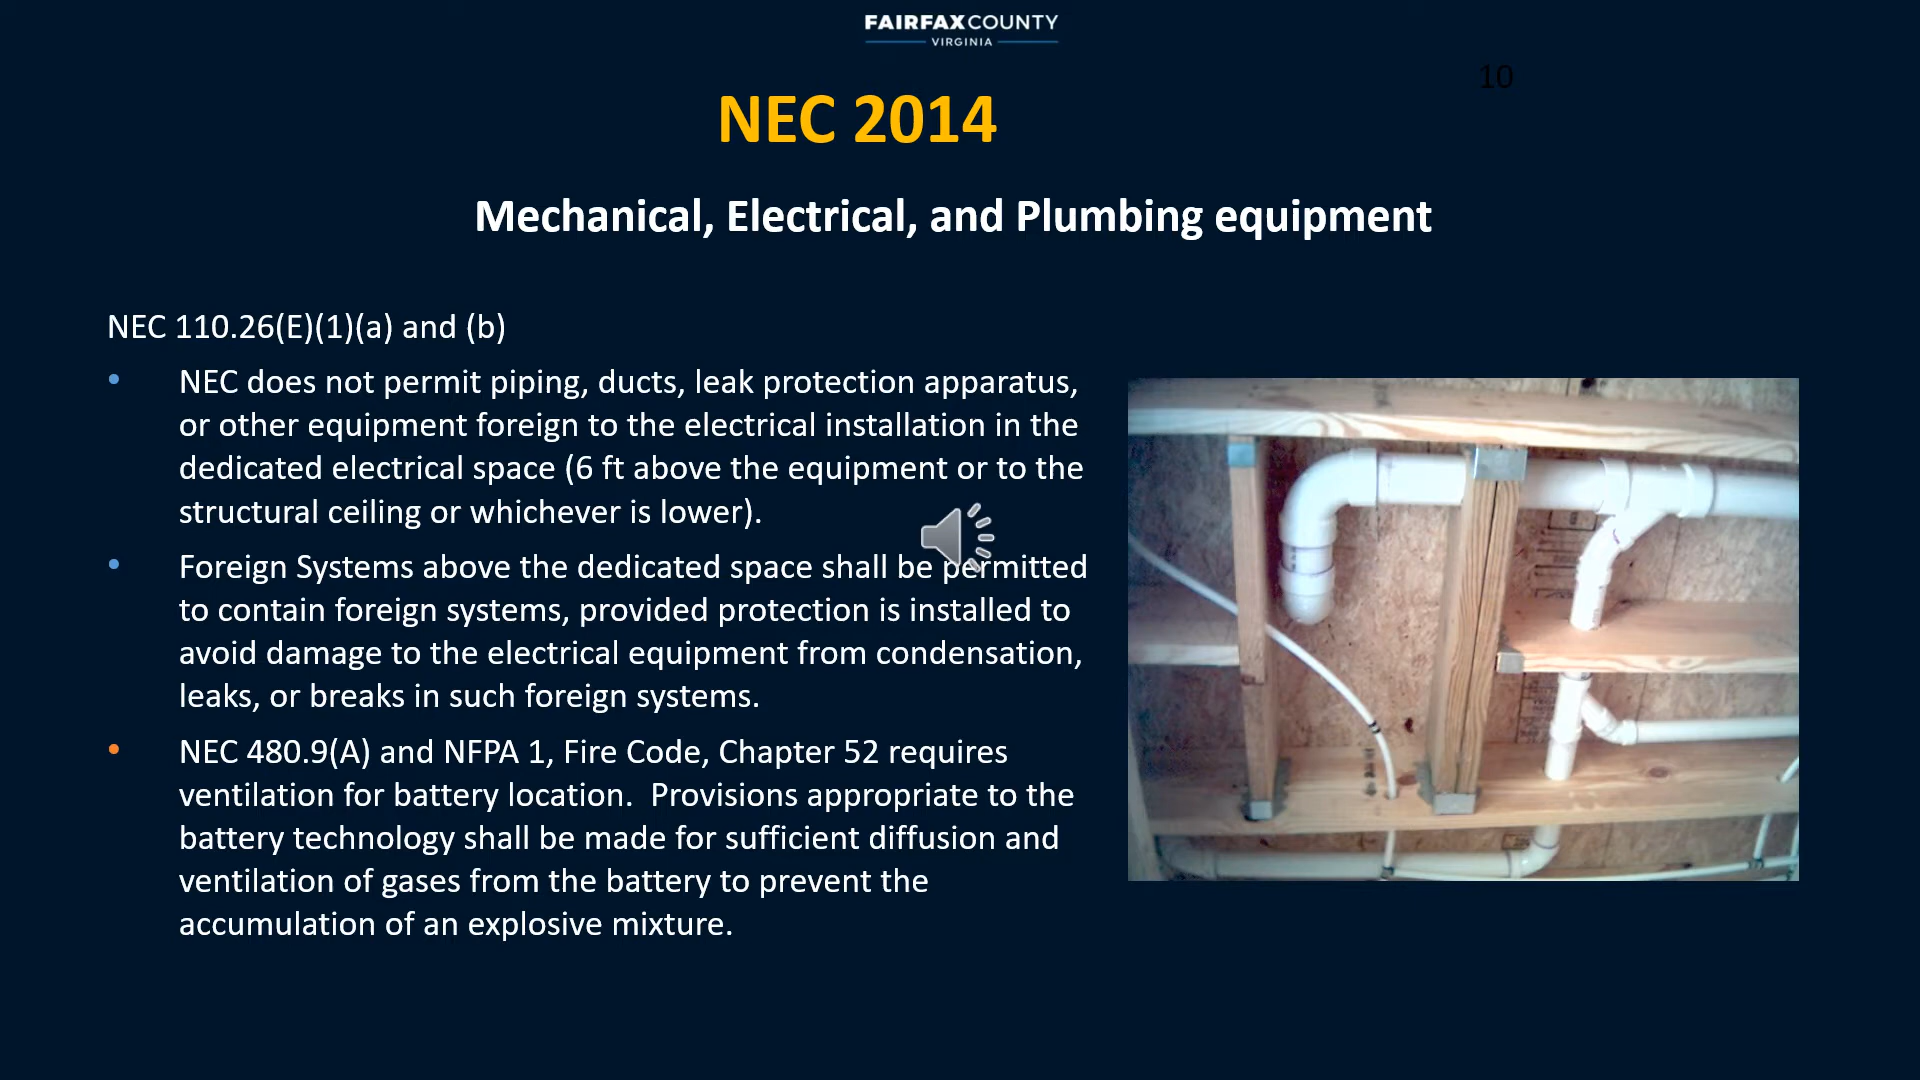 FAIRFAX COUNTY
VIRGINIA
10
NEC 2014
Mechanical, Electrical, and Plumbing equipment
NEC 110.26(E)(1)(a) and (b)
• NEC does not permit piping, ducts, leak protection apparatus,
or other equipment foreign to the electrical installation in the
dedicated electrical space (6 ft above the equipment or to the
structural ceiling or whichever is lower).
• Foreign Systems above the dedicated space shall be permitted
to contain foreign systems, provided protection is installed to
avoid damage to the electrical equipment from condensation,
leaks, or breaks in such foreign systems.
• NEC 480.9(A) and NFPA 1, Fire Code, Chapter 52 requires
ventilation for battery location.  Provisions appropriate to the
battery technology shall be made for sufficient diffusion and
ventilation of gases from the battery to prevent the
accumulation of an explosive mixture.